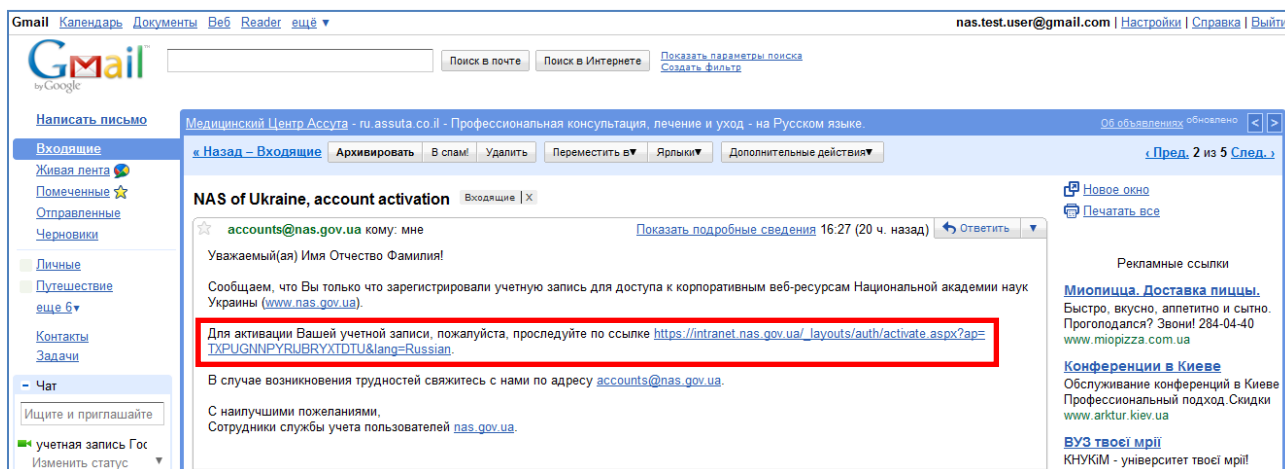 Gmail Календарь Документы Веб Reader ещё ▼
nas.test.user@gmail.com | Настройки | Справка | Выйти
Gmail
by Google
Поиск в почте Поиск в Интернете Показать параметры поиска
Создать фильтр
Написать письмо
Входящие
Живая лента
Помеченные
Отправленные
Черновики
Личные
Путешествие
еще 6▼
Контакты
Задачи
− Чат
Ищите и приглашайте
учетная запись Гос
Изменить статус ▼
Медицинский Центр Ассута - ru.assuta.co.il - Профессиональная консультация, лечение и уход - на Русском языке.
Об объявлениях обновлено < >
« Назад – Входящие Архивировать В спам! Удалить Переместить в▼ Ярлыки▼ Дополнительные действия▼
‹ Пред. 2 из 5 След. ›
NAS of Ukraine, account activation Входящие | X
accounts@nas.gov.ua кому: мне Показать подробные сведения 16:27 (20 ч. назад) Ответить ▼
Уважаемый(ая) Имя Отчество Фамилия!
Сообщаем, что Вы только что зарегистрировали учетную запись для доступа к корпоративным веб-ресурсам Национальной академии наук
Украины (www.nas.gov.ua).
Для активации Вашей учетной записи, пожалуйста, проследуйте по ссылке https://intranet.nas.gov.ua/_layouts/auth/activate.aspx?ap=
TXPUGNNPYRIJBRYXTDTU&lang=Russian.
В случае возникновения трудностей свяжитесь с нами по адресу accounts@nas.gov.ua.
С наилучшими пожеланиями,
Сотрудники службы учета пользователей nas.gov.ua.
Новое окно
Печатать все
Рекламные ссылки
Миопицца. Доставка пиццы.
Быстро, вкусно, аппетитно и сытно.
Проголодался? Звони! 284-04-40
www.miopizza.com.ua
Конференции в Киеве
Обслуживание конференций в Киеве
Профессиональный подход.Скидки
www.arktur.kiev.ua
ВУЗ твоєї мрії
КНУКіМ - університет твоєї мрії!